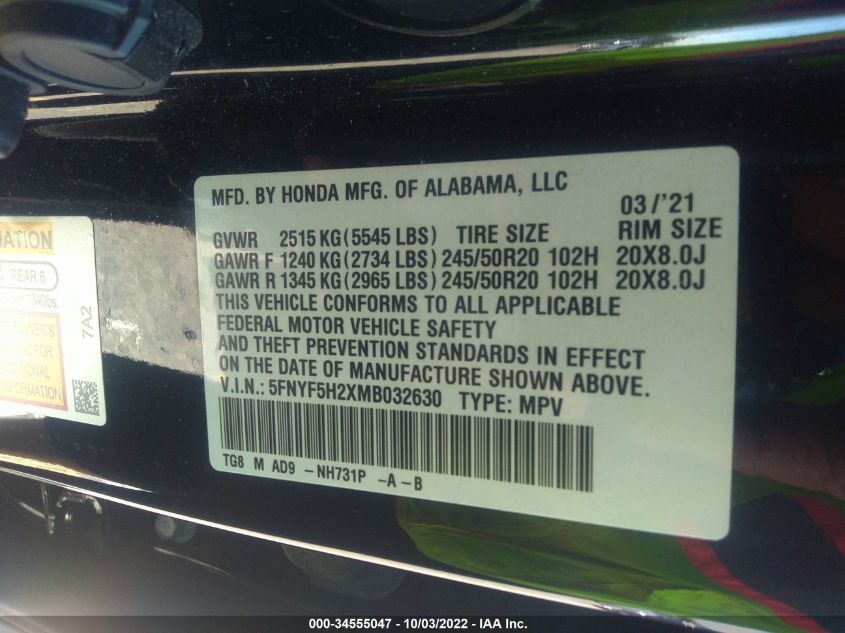 MFD. BY HONDA MFG. OF ALABAMA, LLC
03/'21
GVWR 2515 KG (5545 LBS) TIRE SIZE RIM SIZE
GAWR F 1240 KG (2734 LBS) 245/50R20 102H 20X8.0J
GAWR R 1345 KG (2965 LBS) 245/50R20 102H 20X8.0J
THIS VEHICLE CONFORMS TO ALL APPLICABLE
FEDERAL MOTOR VEHICLE SAFETY
AND THEFT PREVENTION STANDARDS IN EFFECT
ON THE DATE OF MANUFACTURE SHOWN ABOVE.
V.I.N.: 5FNYF5H2XMB032630 TYPE: MPV
TG8 M AD9 -NH731P -A -B
REAR 6
7A2
000-34555047 - 10/03/2022 - IAA Inc.